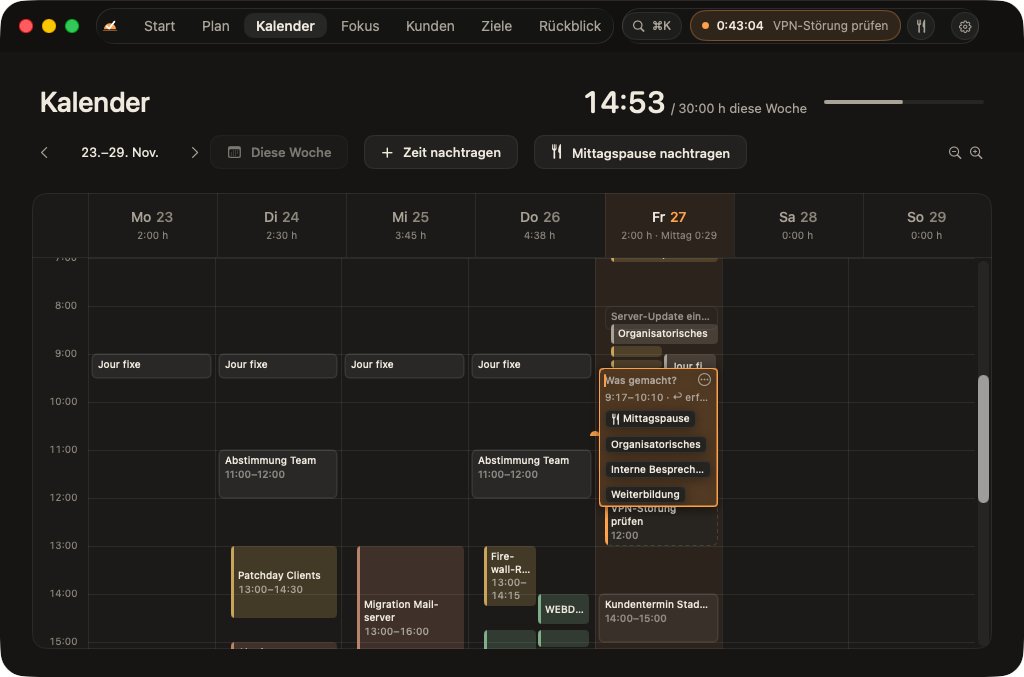 Start
Plan
Kalender
Fokus
Kunden
Ziele
Rückblick
⌘K
0:43:04 VPN-Störung prüfen
Kalender
14:53 / 30:00 h diese Woche
23.–29. Nov.
Diese Woche
+ Zeit nachtragen
Mittagspause nachtragen
Mo 23
2:00 h
Di 24
2:30 h
Mi 25
3:45 h
Do 26
4:38 h
Fr 27
2:00 h · Mittag 0:29
Sa 28
0:00 h
So 29
0:00 h
8:00
Server-Update ein…
Organisatorisches
9:00
Jour fixe
Jour fixe
Jour fixe
Jour fixe
Was gemacht?
9:17–10:10 · ↩ erf…
10:00
Mittagspause
Organisatorisches
11:00
Abstimmung Team
11:00–12:00
Abstimmung Team
11:00–12:00
Interne Besprech…
Weiterbildung
12:00
VPN-Störung
prüfen
12:00
13:00
Patchday Clients
13:00–14:30
Migration Mail-
server
13:00–16:00
Fire-
wall-R…
13:00–
14:15
14:00
WEBD…
Kundentermin Stad…
14:00–15:00
15:00